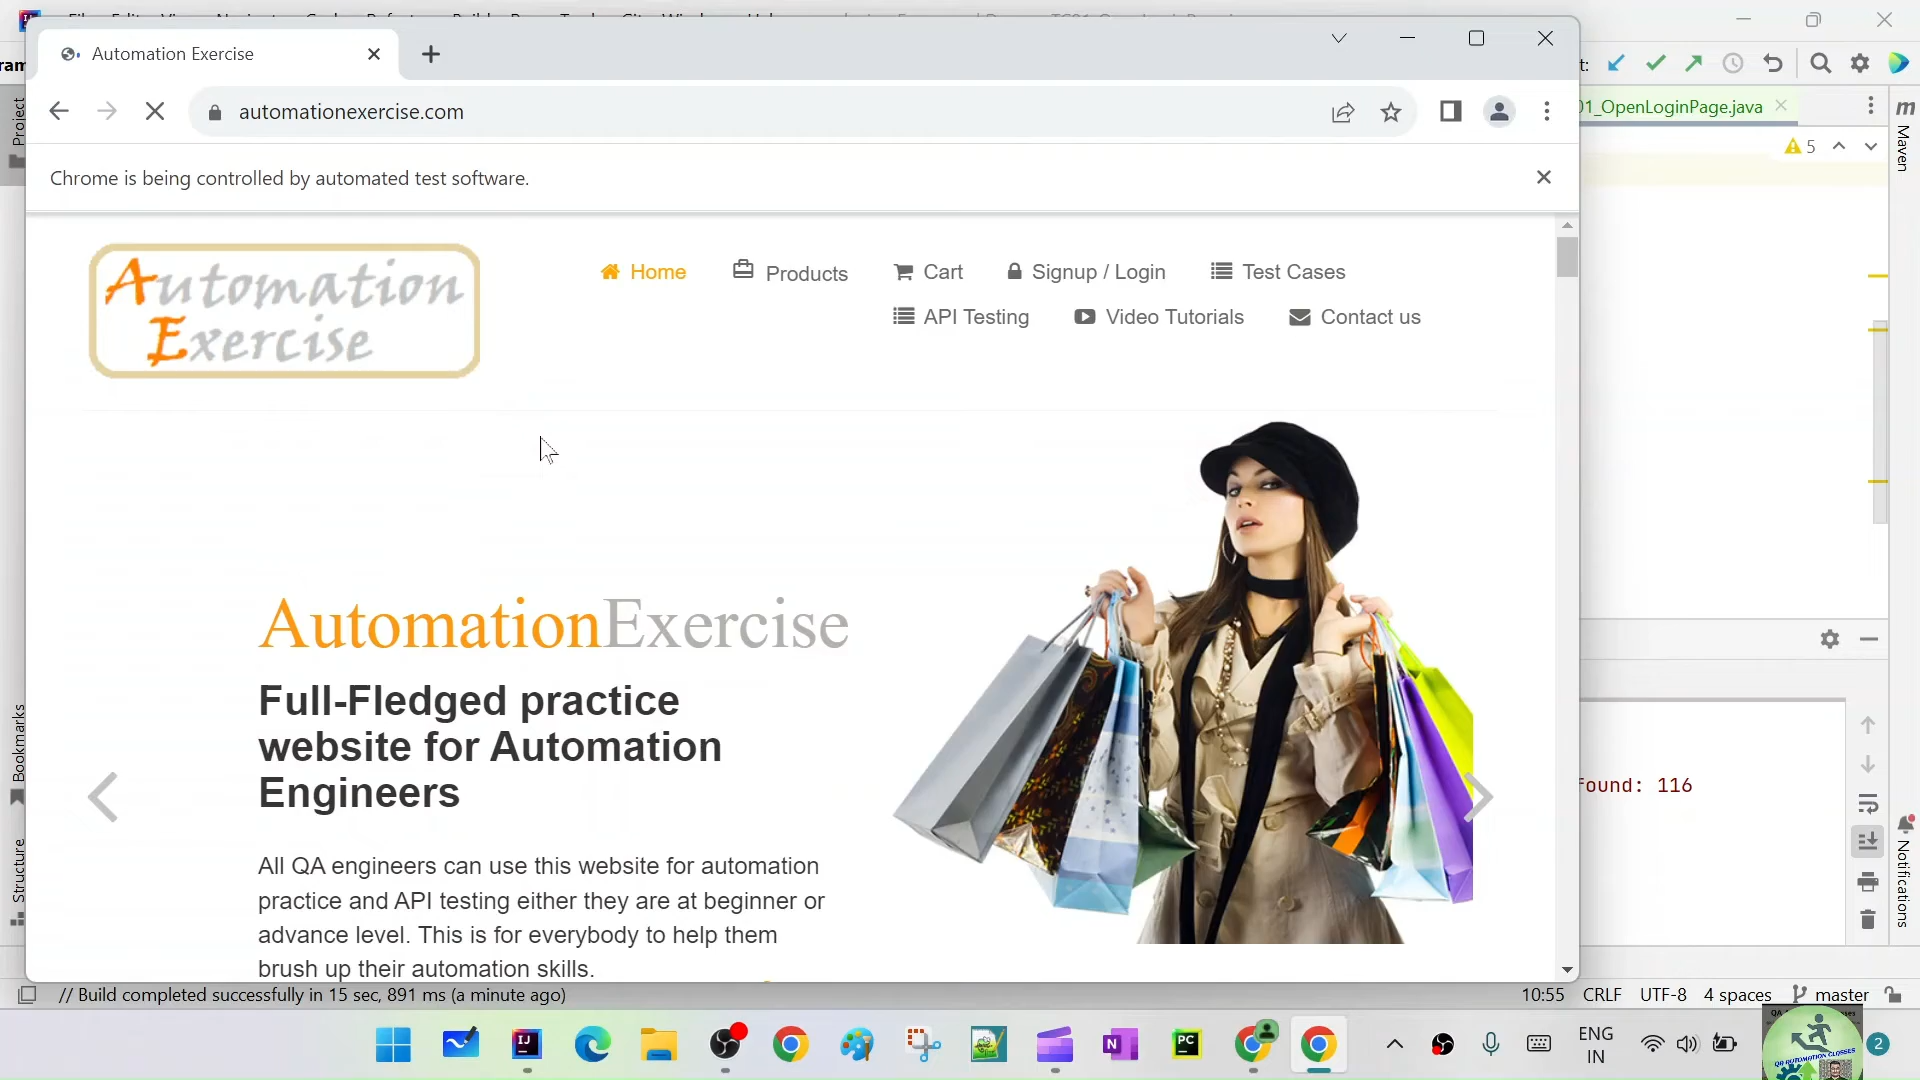 Automation Exercise
automationexercise.com
01_OpenLoginPage.java
5
Chrome is being controlled by automated test software.
Project
Maven
Automation
Exercise
Home
Products
Cart
Signup / Login
Test Cases
API Testing
Video Tutorials
Contact us
AutomationExercise
Full-Fledged practice
website for Automation
Engineers
All QA engineers can use this website for automation
practice and API testing either they are at beginner or
advance level. This is for everybody to help them
brush up their automation skills.
found: 116
Bookmarks
Structure
Notifications
// Build completed successfully in 15 sec, 891 ms (a minute ago)
10:55 CRLF UTF-8 4 spaces master
ENG
IN
2